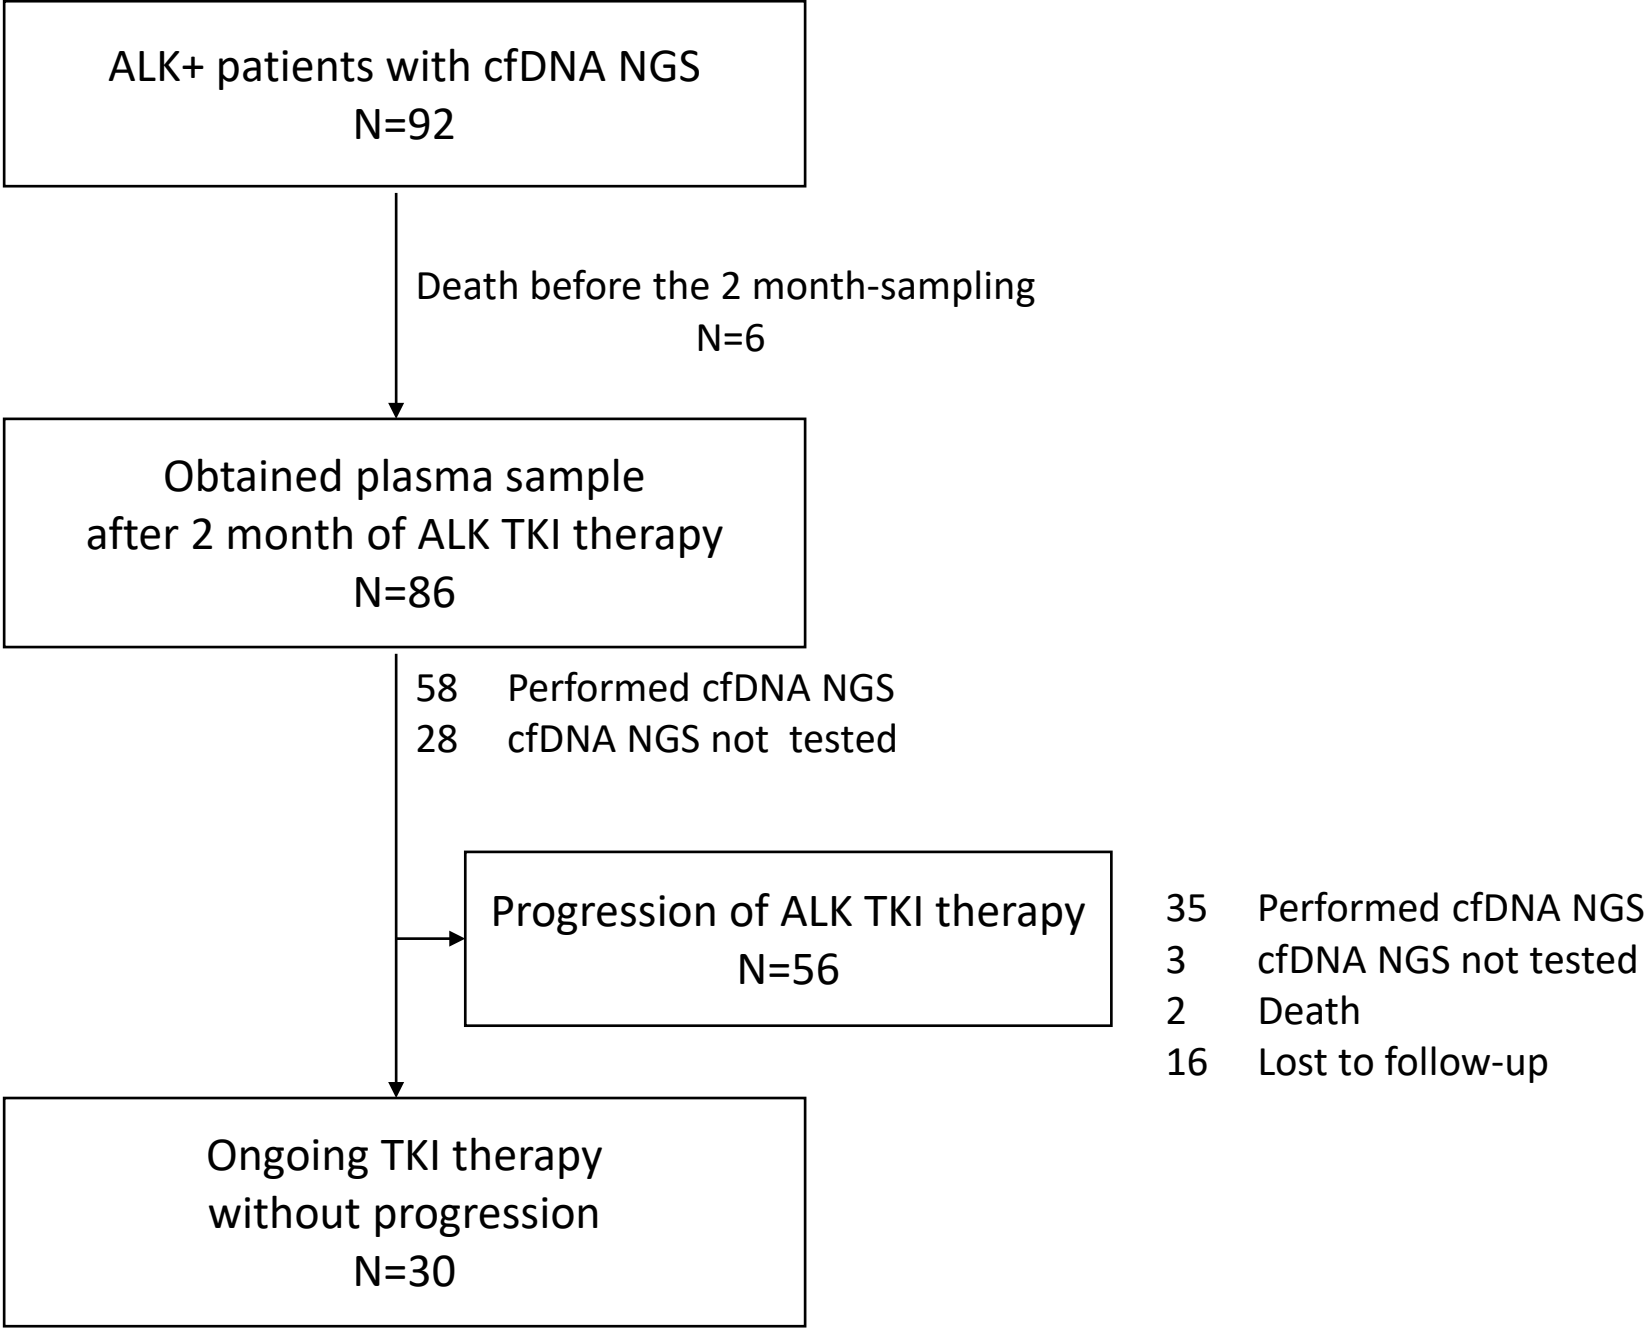 ALK+ patients with cfDNA NGS
N=92
Death before the 2 month-sampling
N=6
Obtained plasma sample
after 2 month of ALK TKI therapy
N=86
58 Performed cfDNA NGS
28 cfDNA NGS not tested
Progression of ALK TKI therapy
N=56
35 Performed cfDNA NGS
3 cfDNA NGS not tested
2 Death
16 Lost to follow-up
Ongoing TKI therapy
without progression
N=30